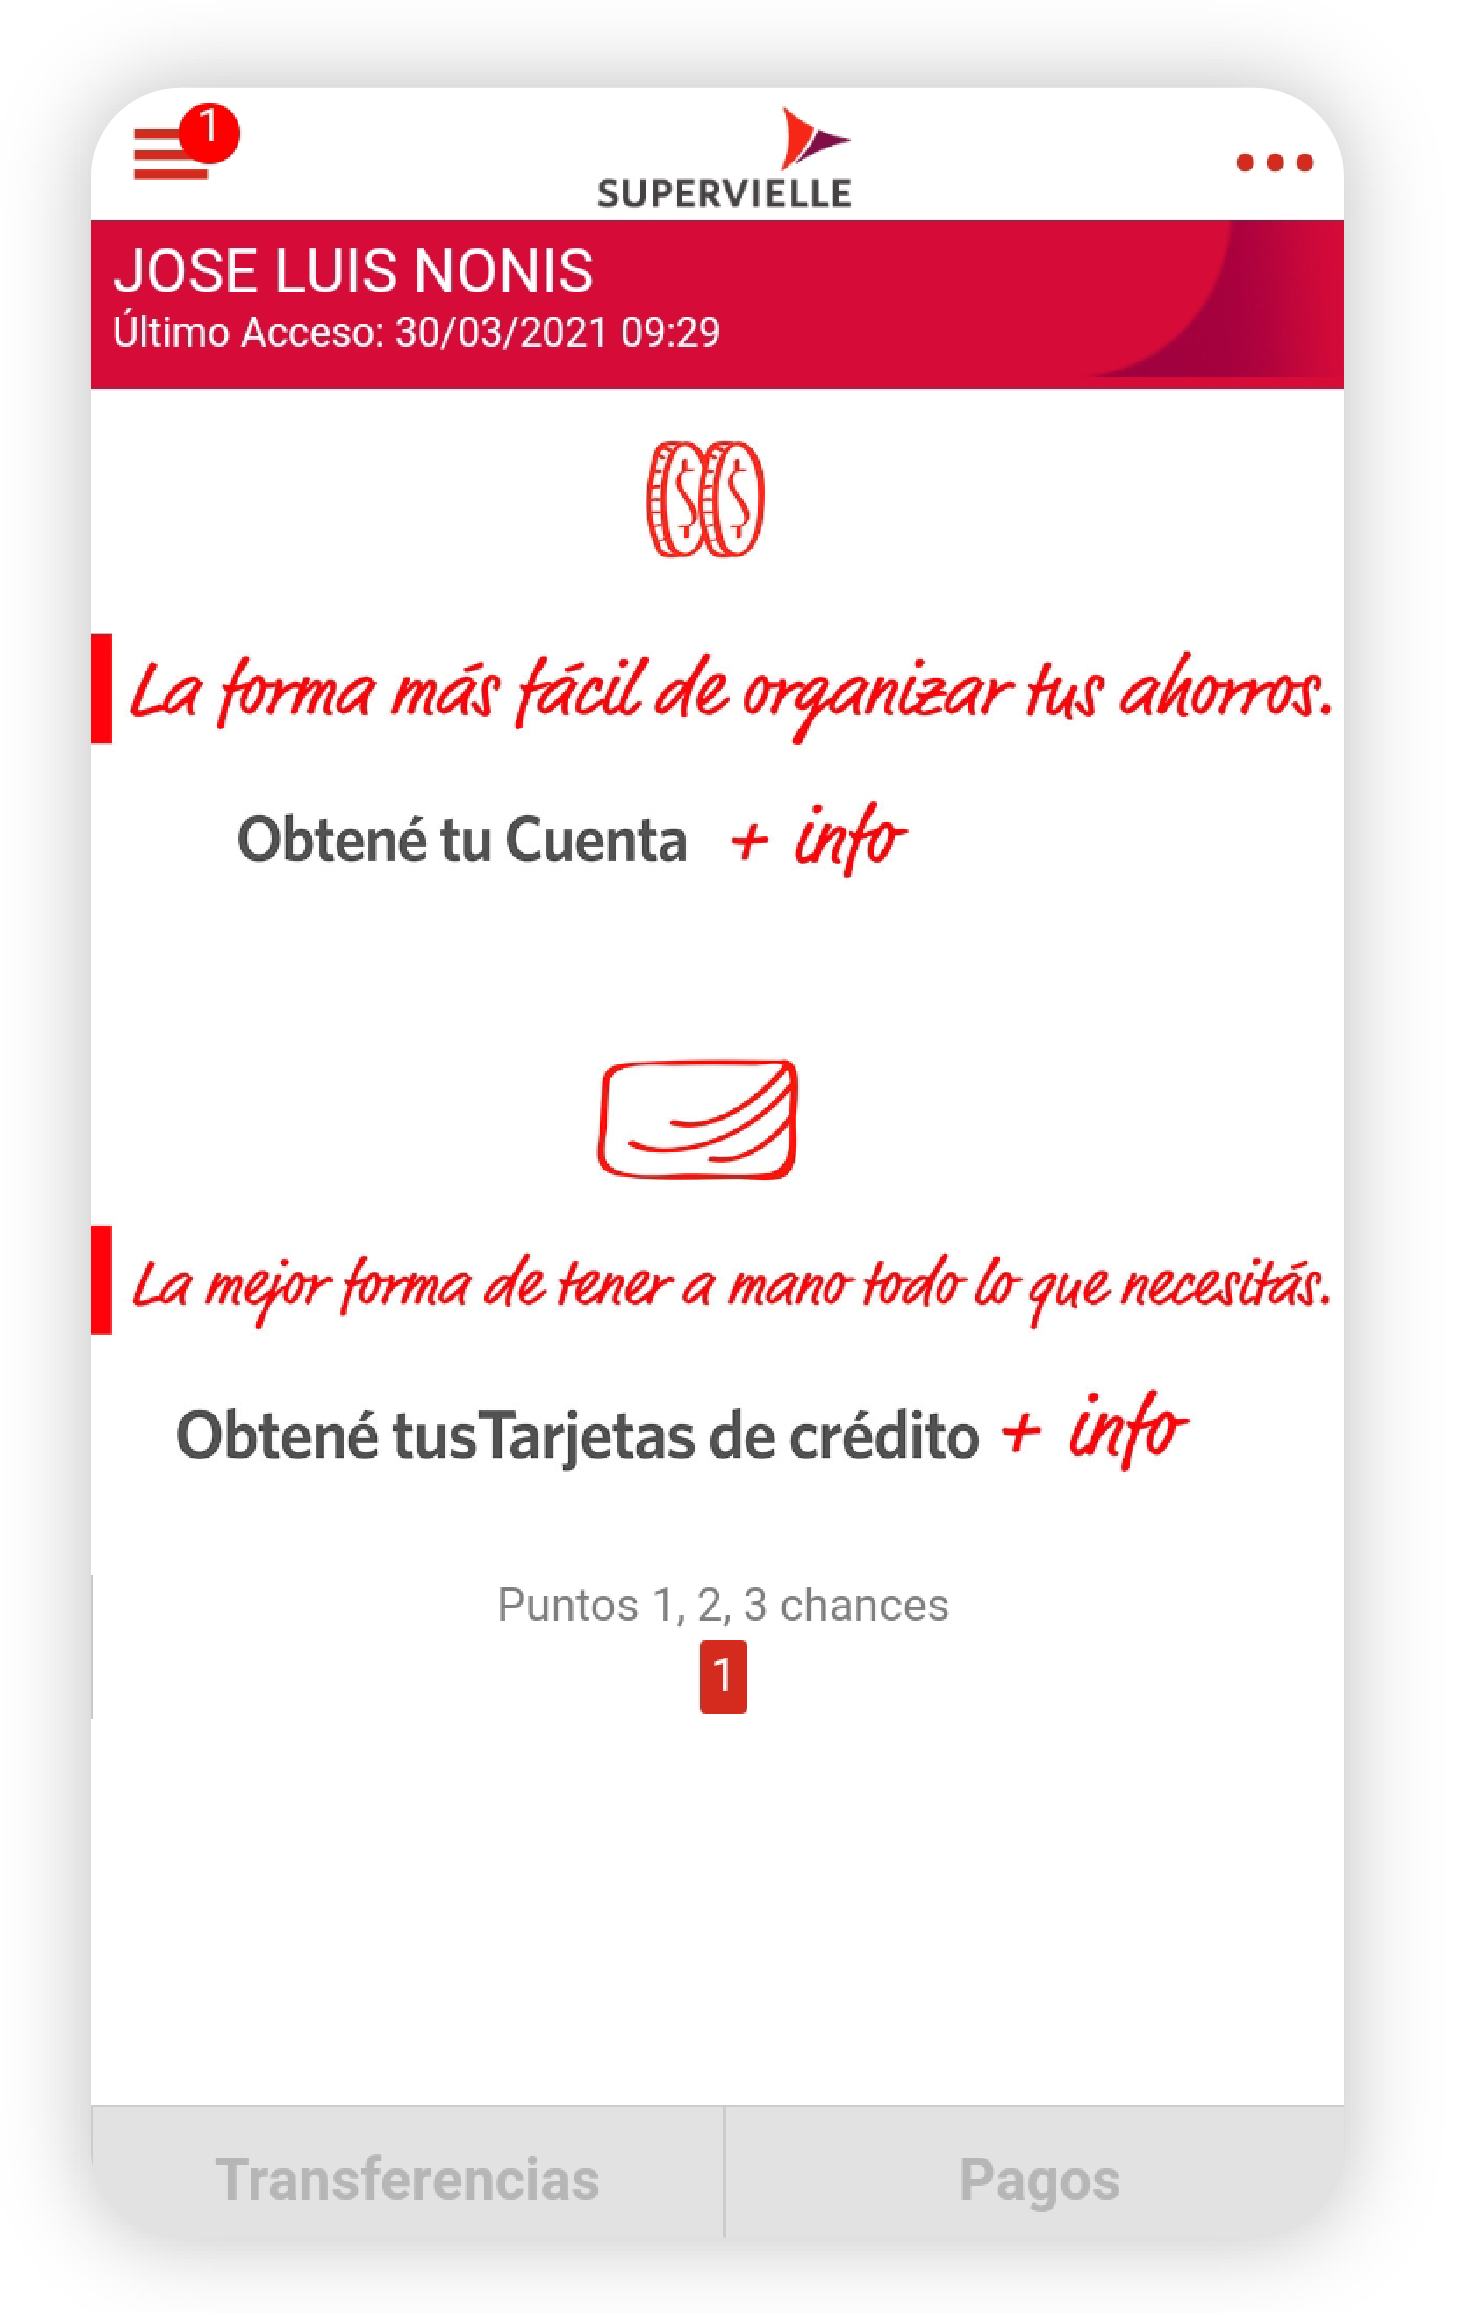 1
SUPERVIELLE
JOSE LUIS NONIS
Último Acceso: 30/03/2021 09:29
La forma más fácil de organizar tus ahorros.
Obtené tu Cuenta + info
La mejor forma de tener a mano todo lo que necesitás.
Obtené tusTarjetas de crédito + info
Puntos 1, 2, 3 chances
1
Transferencias Pagos